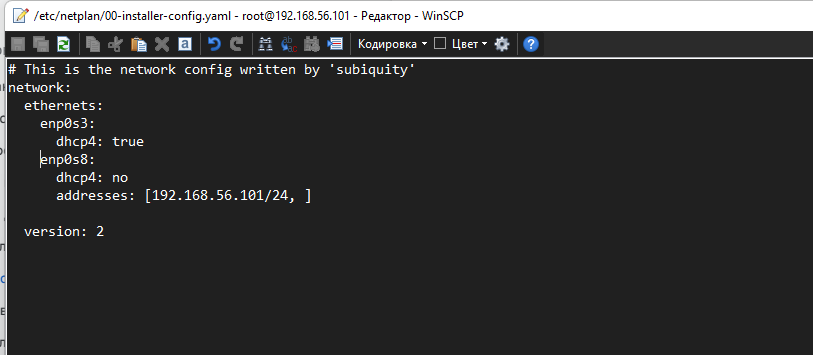 /etc/netplan/00-installer-config.yaml - root@192.168.56.101 - Редактор - WinSCP
Кодировка Цвет
# This is the network config written by 'subiquity'
network:
  ethernets:
    enp0s3:
      dhcp4: true
    enp0s8:
      dhcp4: no
      addresses: [192.168.56.101/24, ]
  version: 2